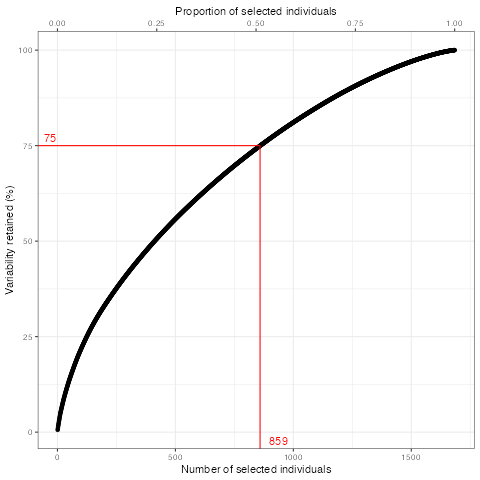 Proportion of selected individuals
0.00 0.25 0.50 0.75 1.00
100
75
75
50
25
0
Variability retained (%)
859
0 500 1000 1500
Number of selected individuals